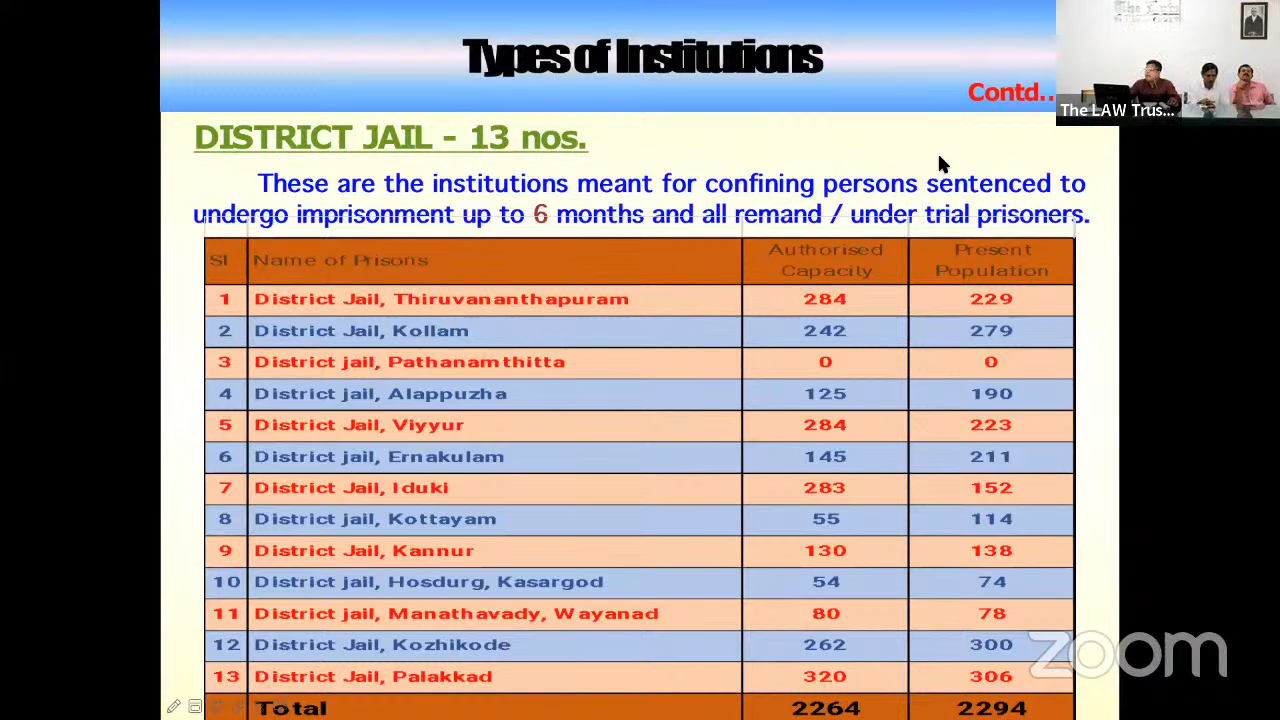 Types of Institutions
Contd..
The LAW Trus...
DISTRICT JAIL - 13 nos.
These are the institutions meant for confining persons sentenced to
undergo imprisonment up to 6 months and all remand / under trial prisoners.
Sl Name of Prisons Authorised Capacity Present Population
1 District Jail, Thiruvananthapuram 284 229
2 District Jail, Kollam 242 279
3 District jail, Pathanamthitta 0 0
4 District jail, Alappuzha 125 190
5 District Jail, Viyyur 284 223
6 District jail, Ernakulam 145 211
7 District Jail, Iduki 283 152
8 District jail, Kottayam 55 114
9 District Jail, Kannur 130 138
10 District jail, Hosdurg, Kasargod 54 74
11 District jail, Manathavady, Wayanad 80 78
12 District Jail, Kozhikode 262 300
13 District Jail, Palakkad 320 306
Total 2264 2294
zoom